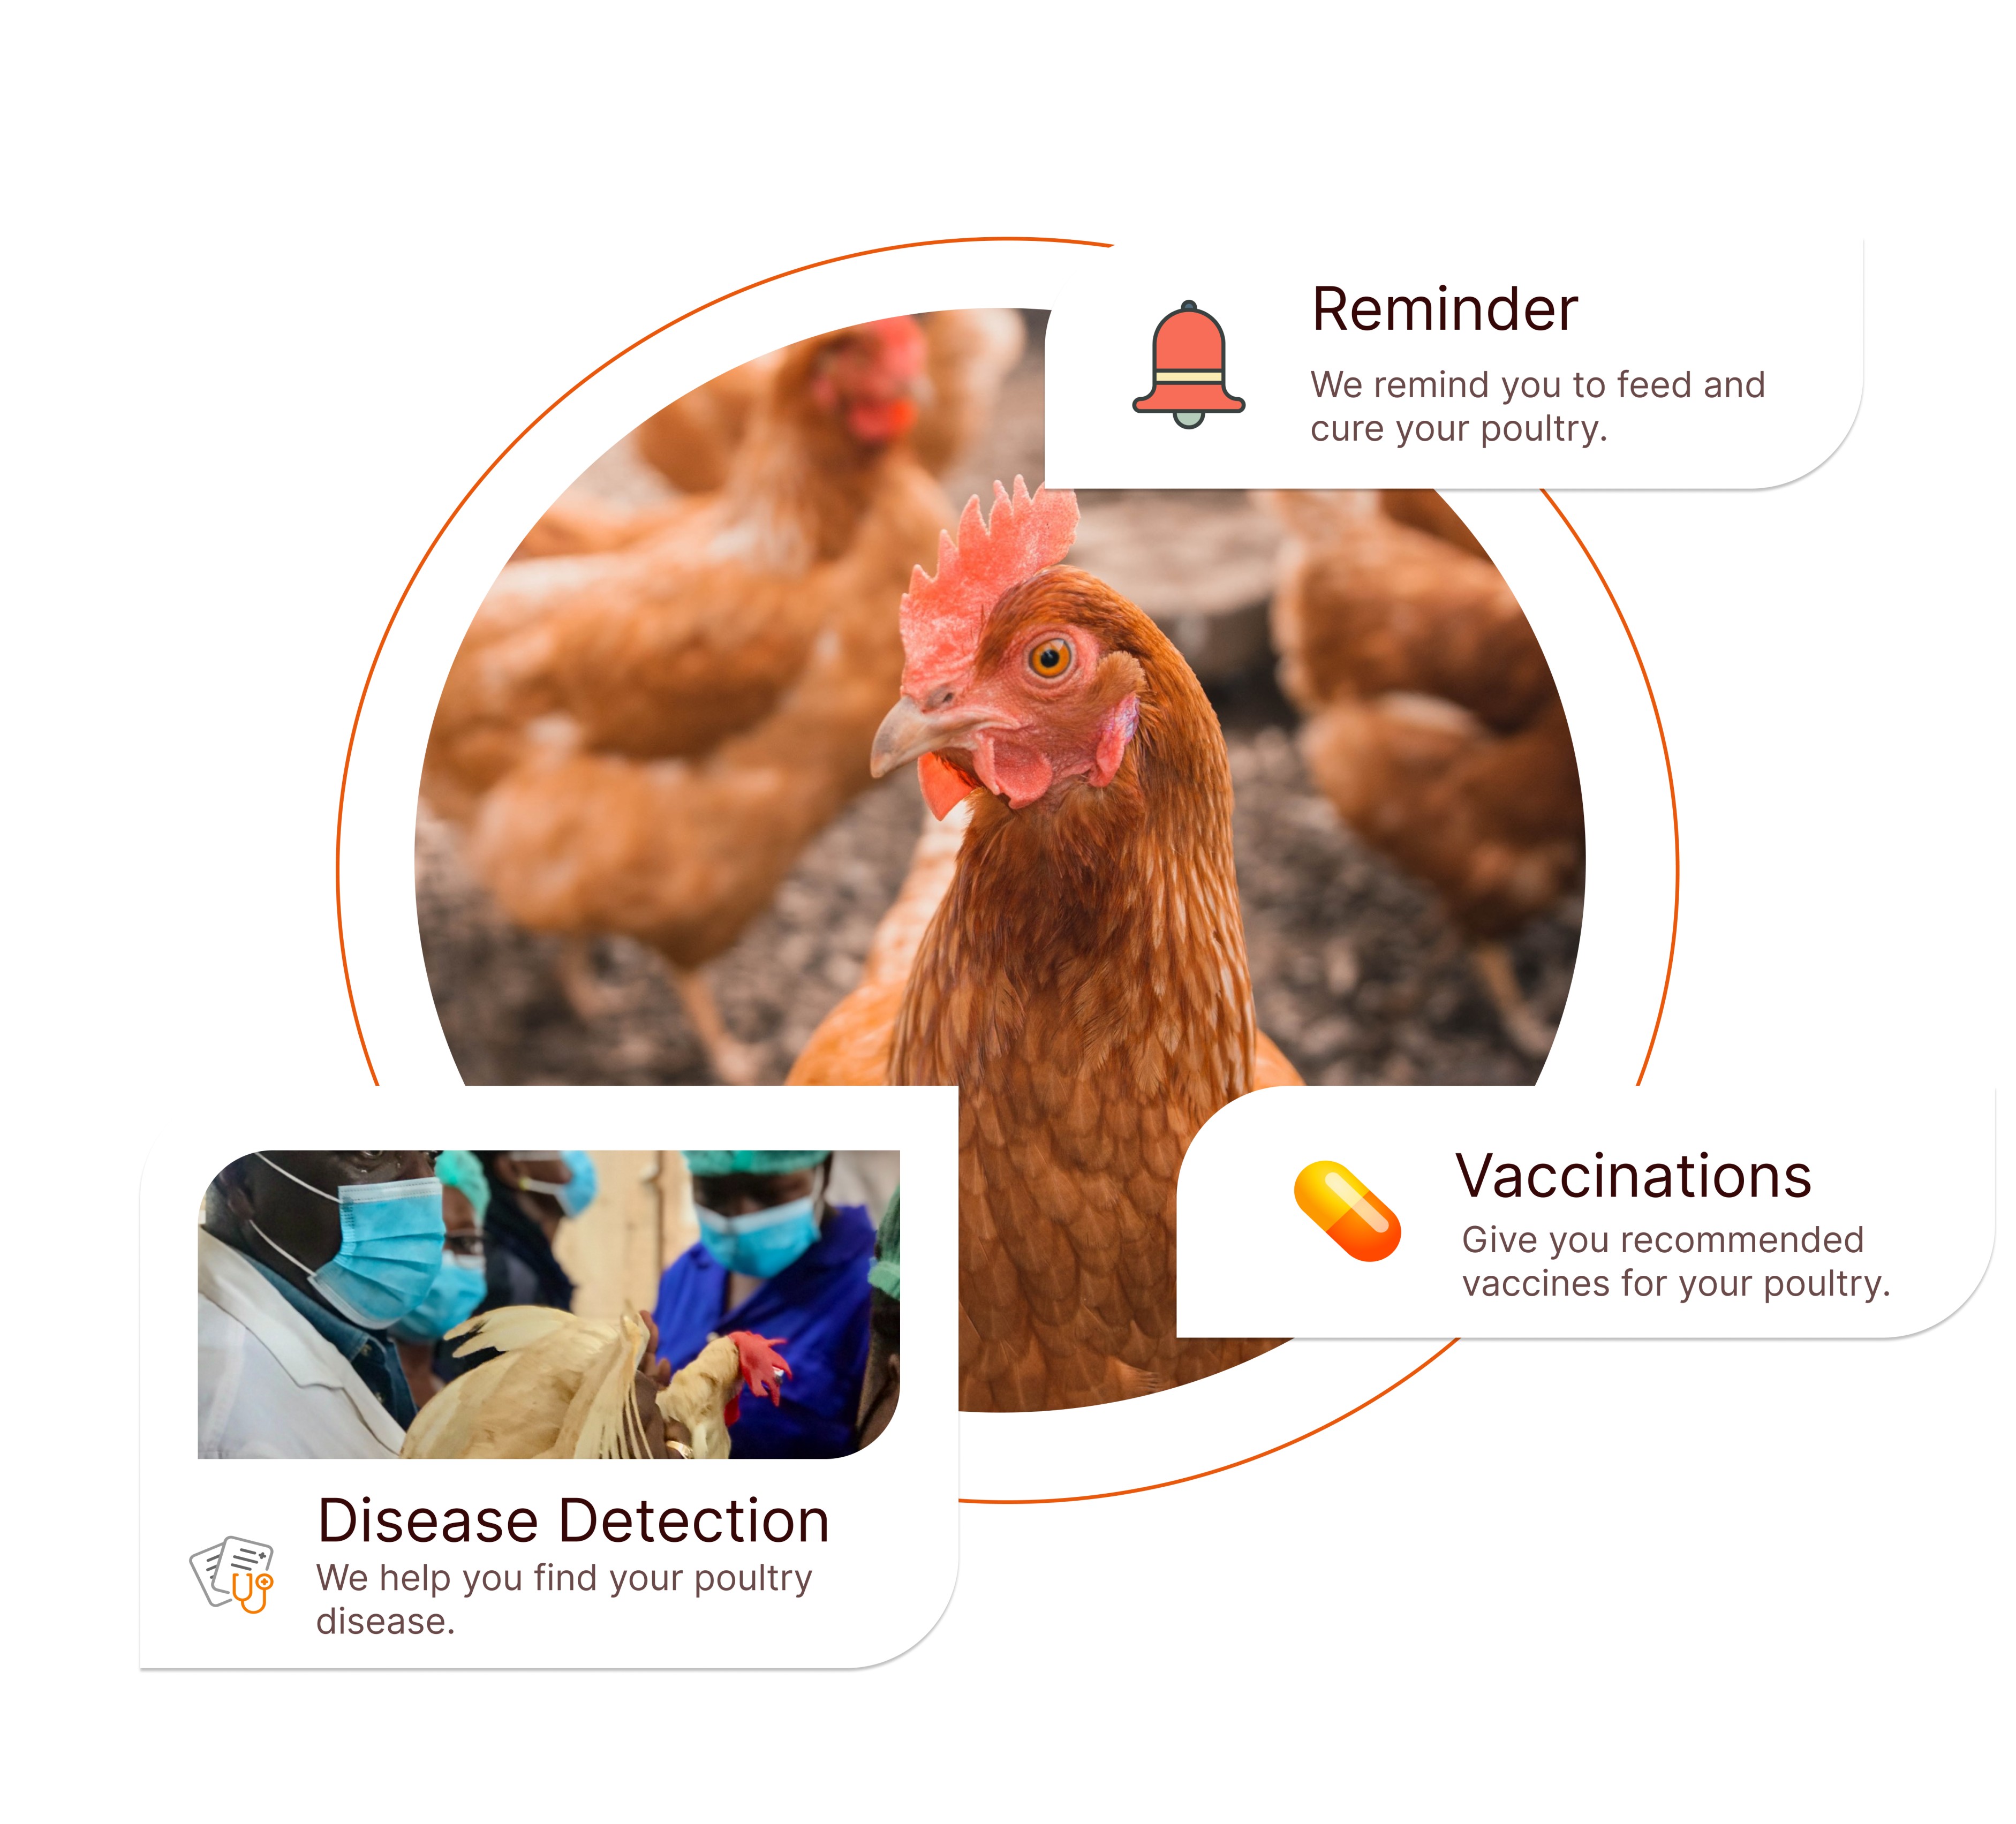 Reminder
We remind you to feed and
cure your poultry.
Vaccinations
Give you recommended
vaccines for your poultry.
Disease Detection
We help you find your poultry
disease.